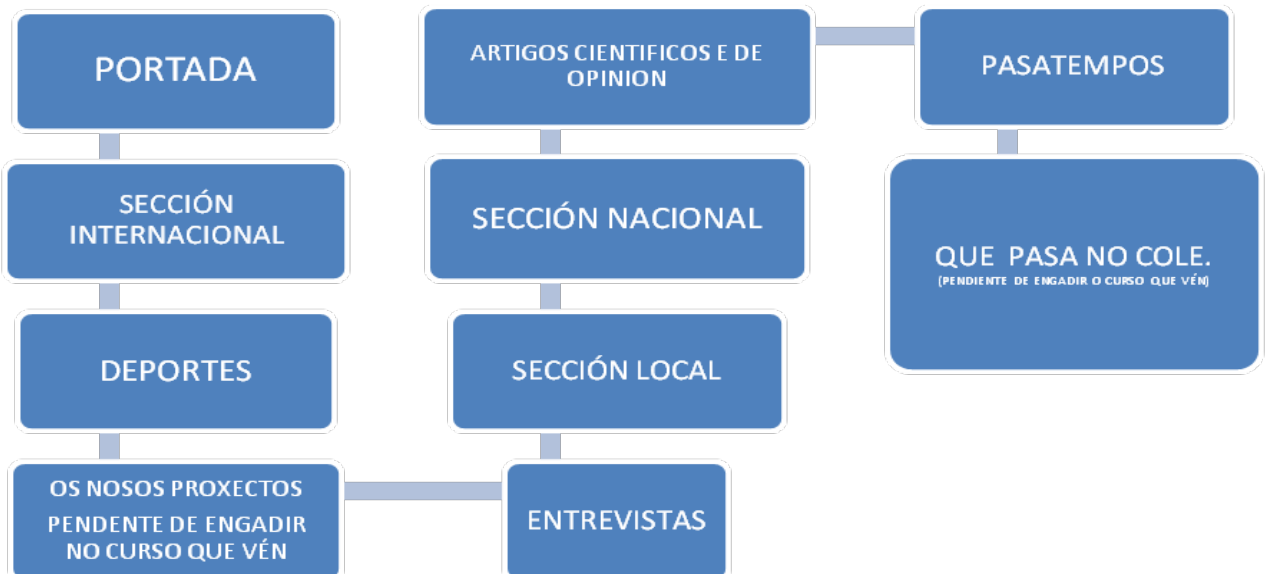 PORTADA
SECCIÓN
INTERNACIONAL
DEPORTES
OS NOSOS PROXECTOS
PENDENTE DE ENGADIR
NO CURSO QUE VÉN
ENTREVISTAS
SECCIÓN LOCAL
SECCIÓN NACIONAL
ARTIGOS CIENTIFICOS E DE
OPINION
PASATEMPOS
QUE PASA NO COLE.
(PENDIENTE DE ENGADIR O CURSO QUE VÉN)